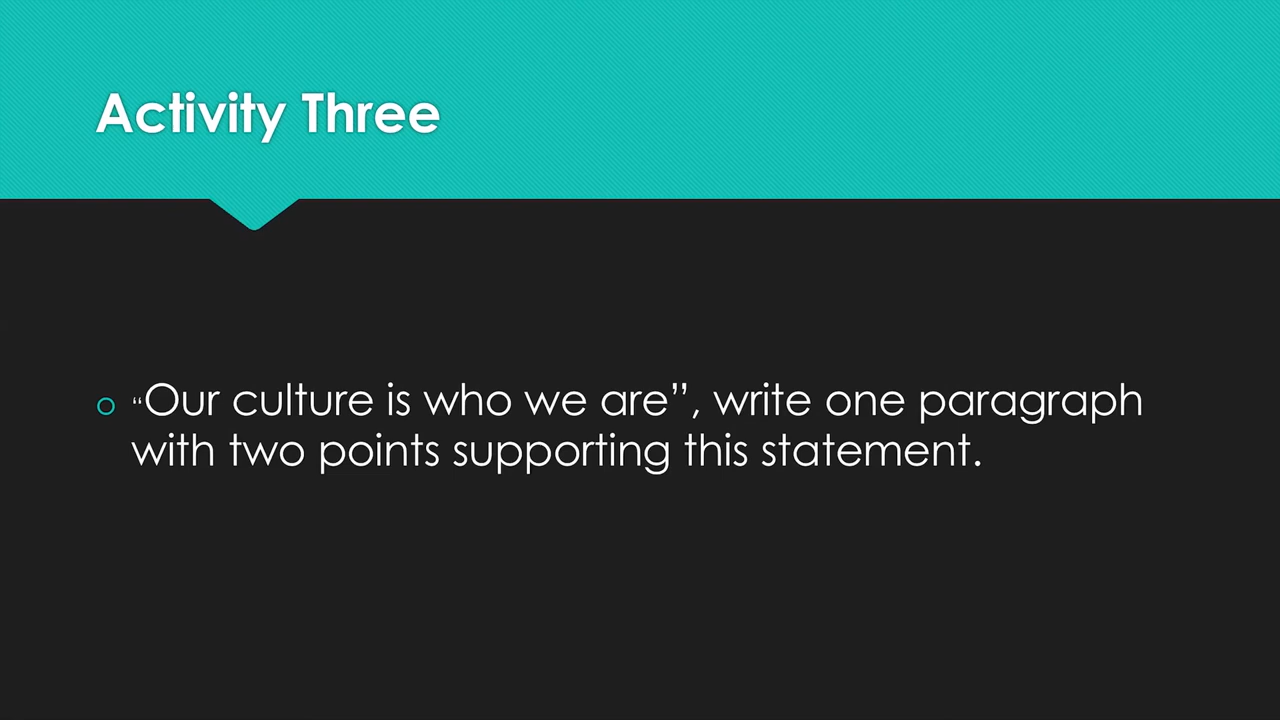 Activity Three
“Our culture is who we are”, write one paragraph
with two points supporting this statement.